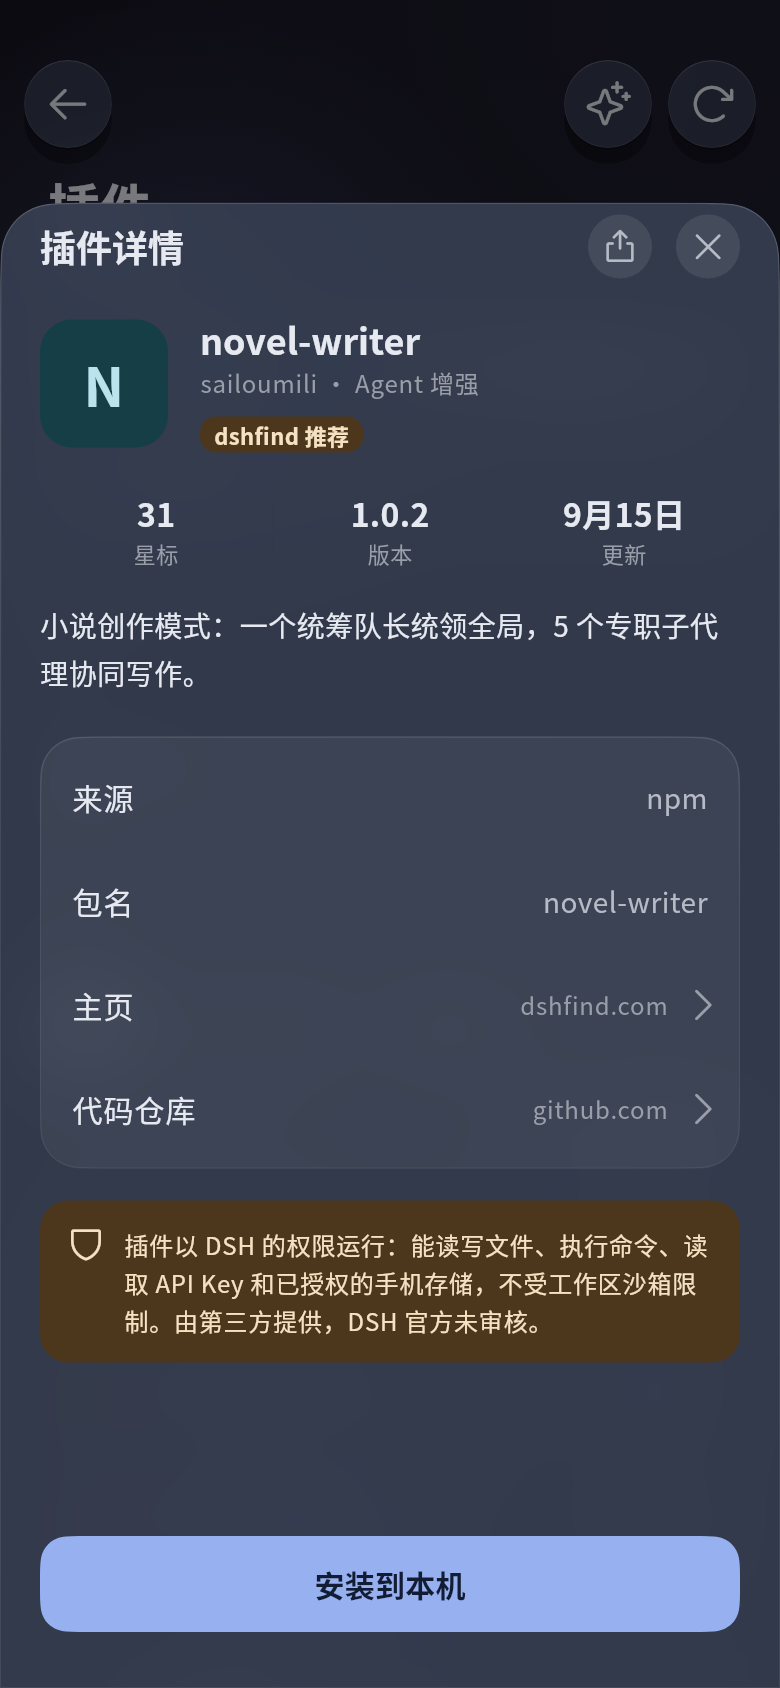 插件
插件详情
N
novel-writer
sailoumili • Agent 增强
dshfind 推荐
31
星标
1.0.2
版本
9月15日
更新
小说创作模式：一个统筹队长统领全局，5 个专职子代
理协同写作。
来源
npm
包名
novel-writer
主页
dshfind.com
代码仓库
github.com
插件以 DSH 的权限运行：能读写文件、执行命令、读
取 API Key 和已授权的手机存储，不受工作区沙箱限
制。由第三方提供，DSH 官方未审核。
安装到本机